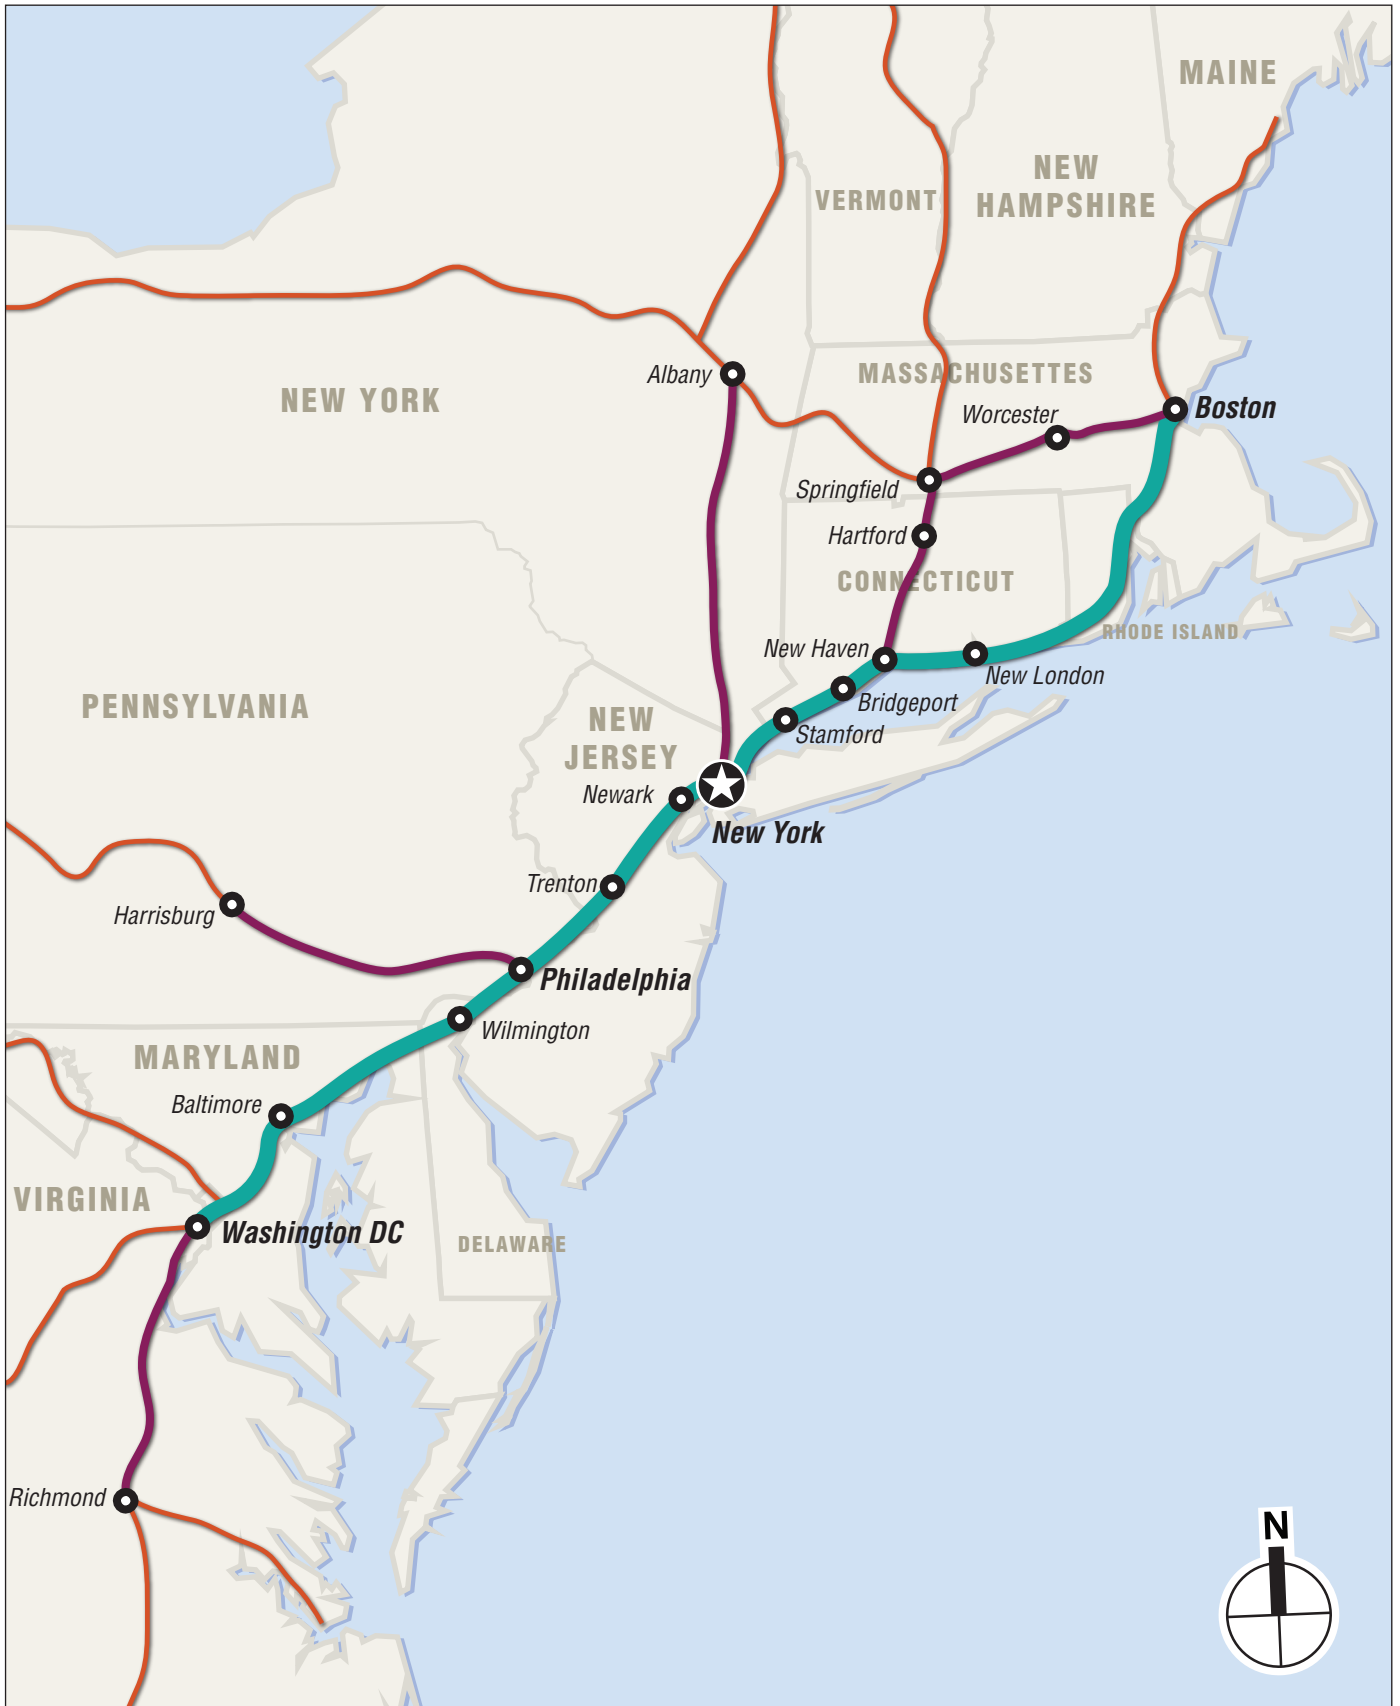 MAINE
NEW
HAMPSHIRE
VERMONT
Albany
MASSACHUSETTS
NEW YORK
Worcester
Boston
Springfield
Hartford
CONNECTICUT
RHODE ISLAND
New Haven
New London
Bridgeport
Stamford
PENNSYLVANIA
NEW
JERSEY
Newark
New York
Trenton
Harrisburg
Philadelphia
Wilmington
MARYLAND
Baltimore
VIRGINIA
Washington DC
DELAWARE
Richmond
N